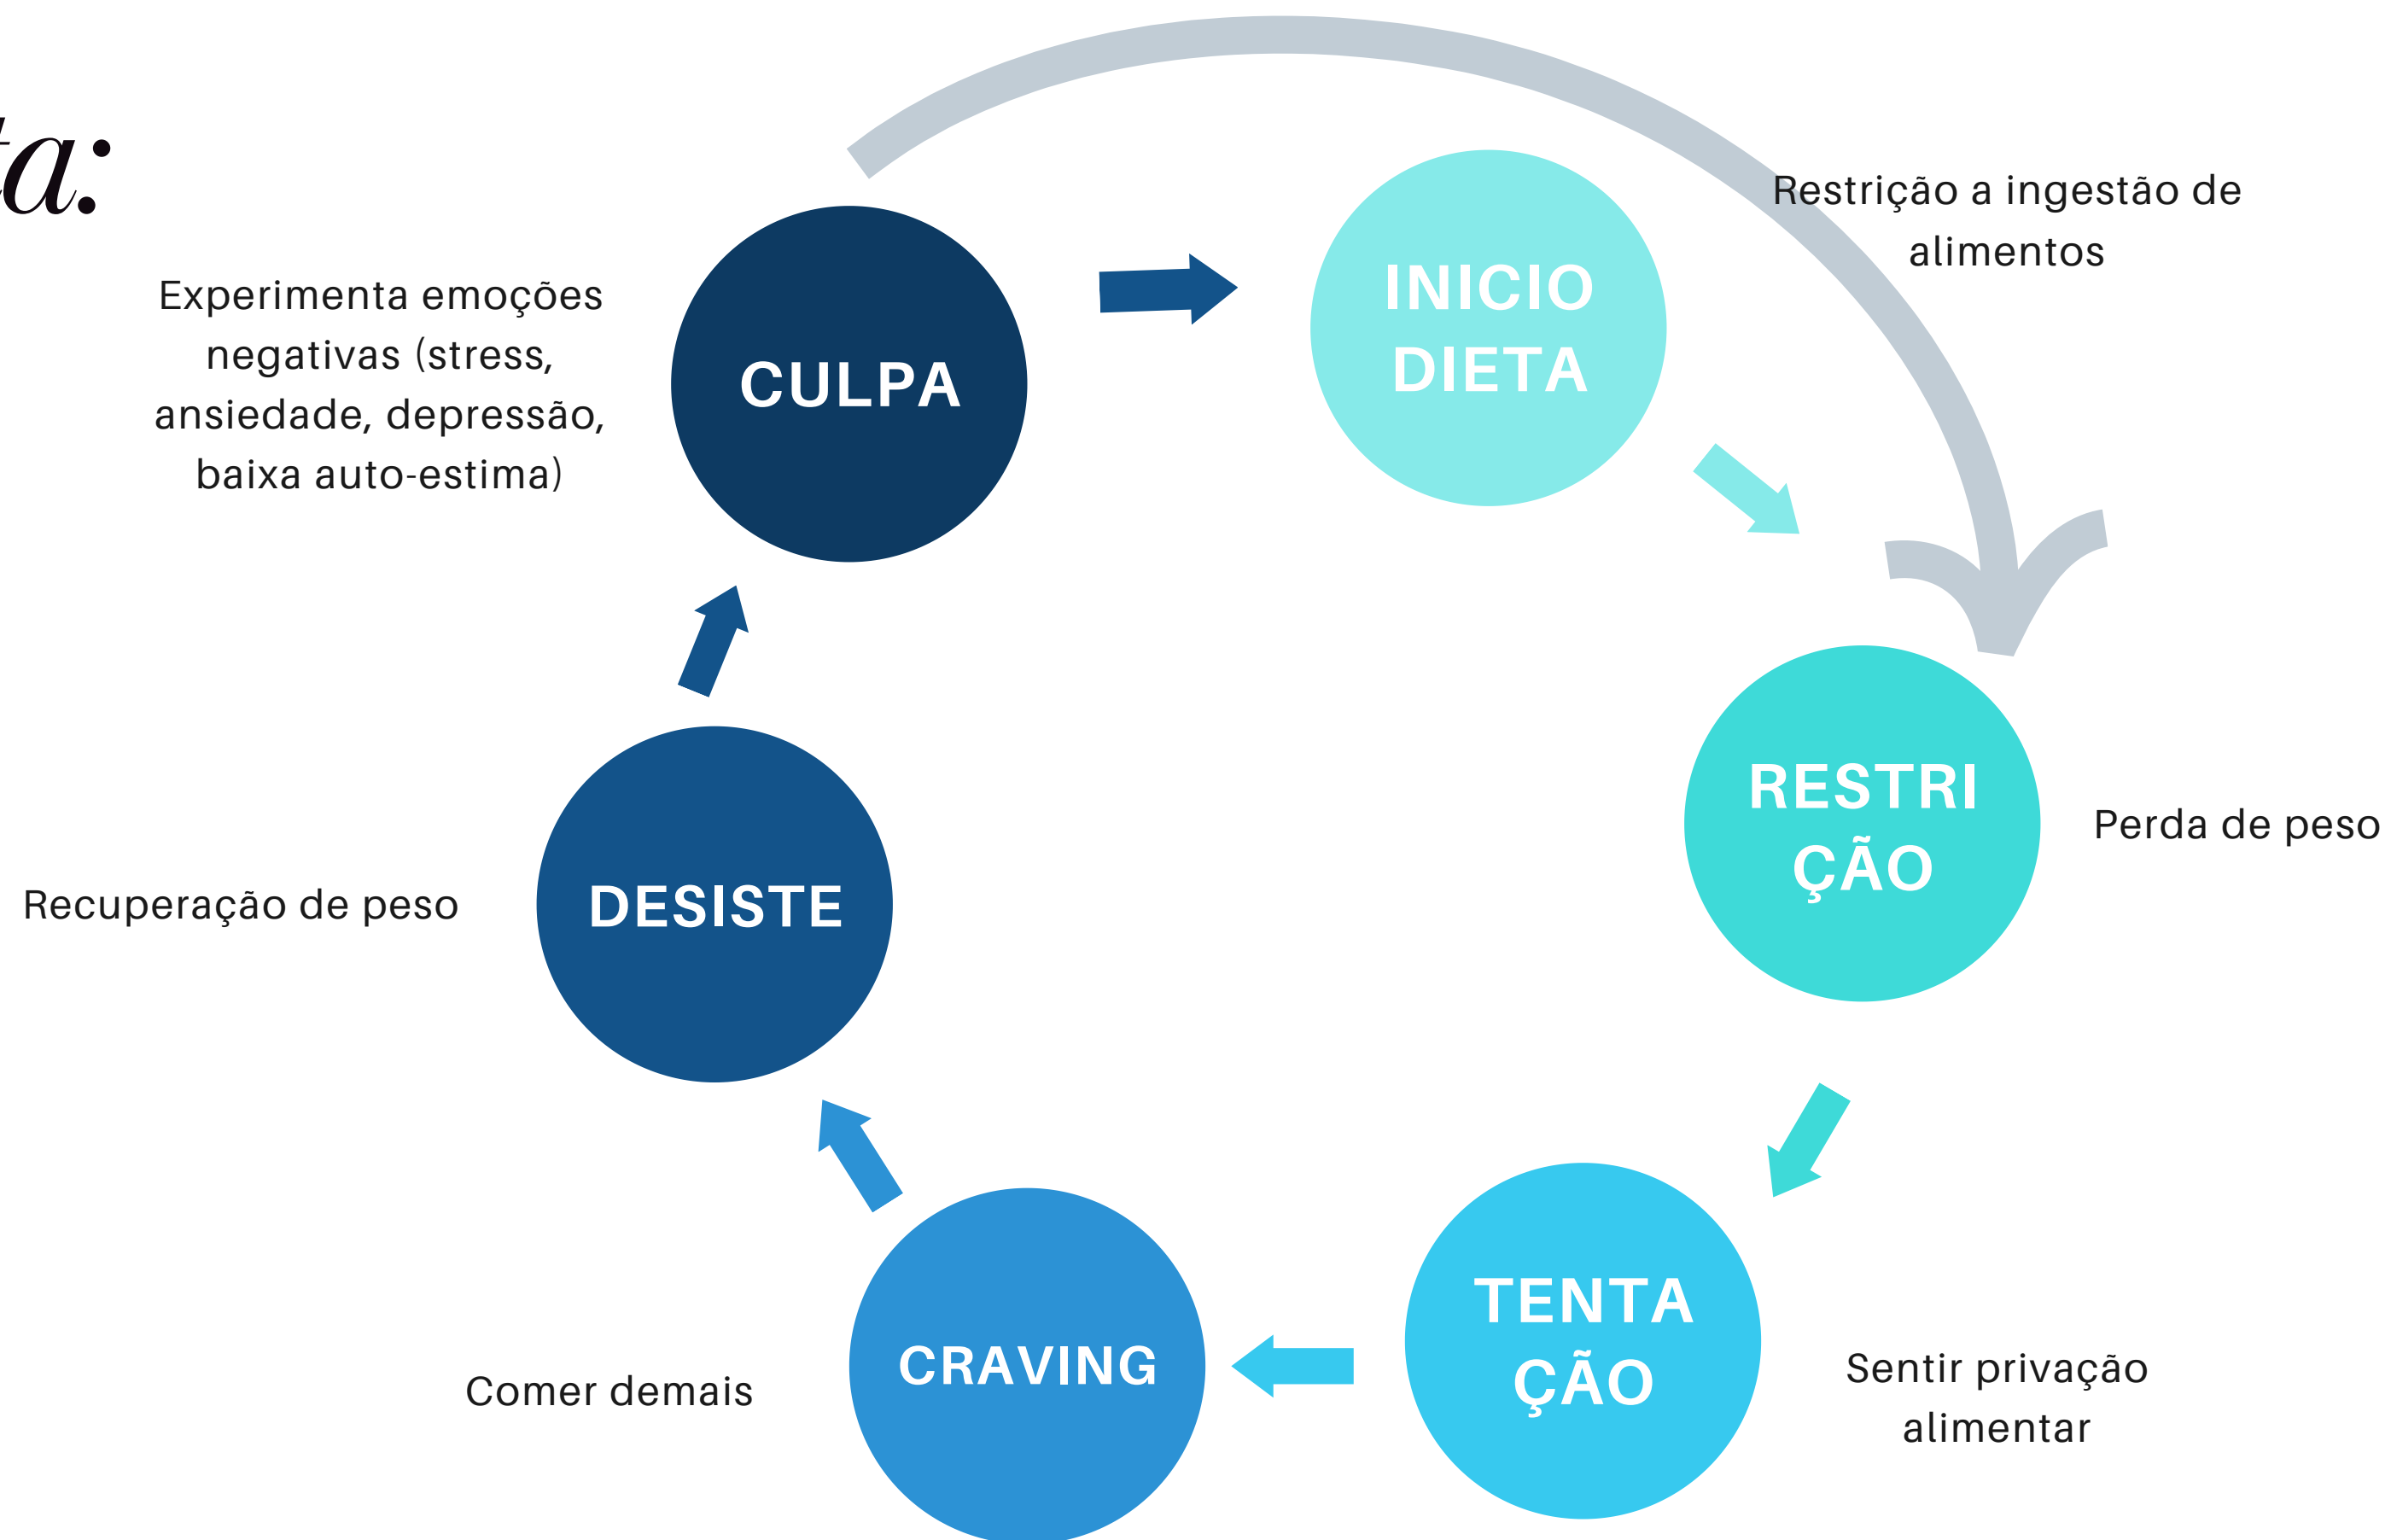 ta:
Restrição a ingestão de
alimentos
INICIO
DIETA
Experimenta emoções
negativas (stress,
ansiedade, depressão,
baixa auto-estima)
CULPA
RESTRI
ÇÃO
Perda de peso
DESISTE
Recuperação de peso
TENTA
ÇÃO
Sentir privação
alimentar
CRAVING
Comer demais